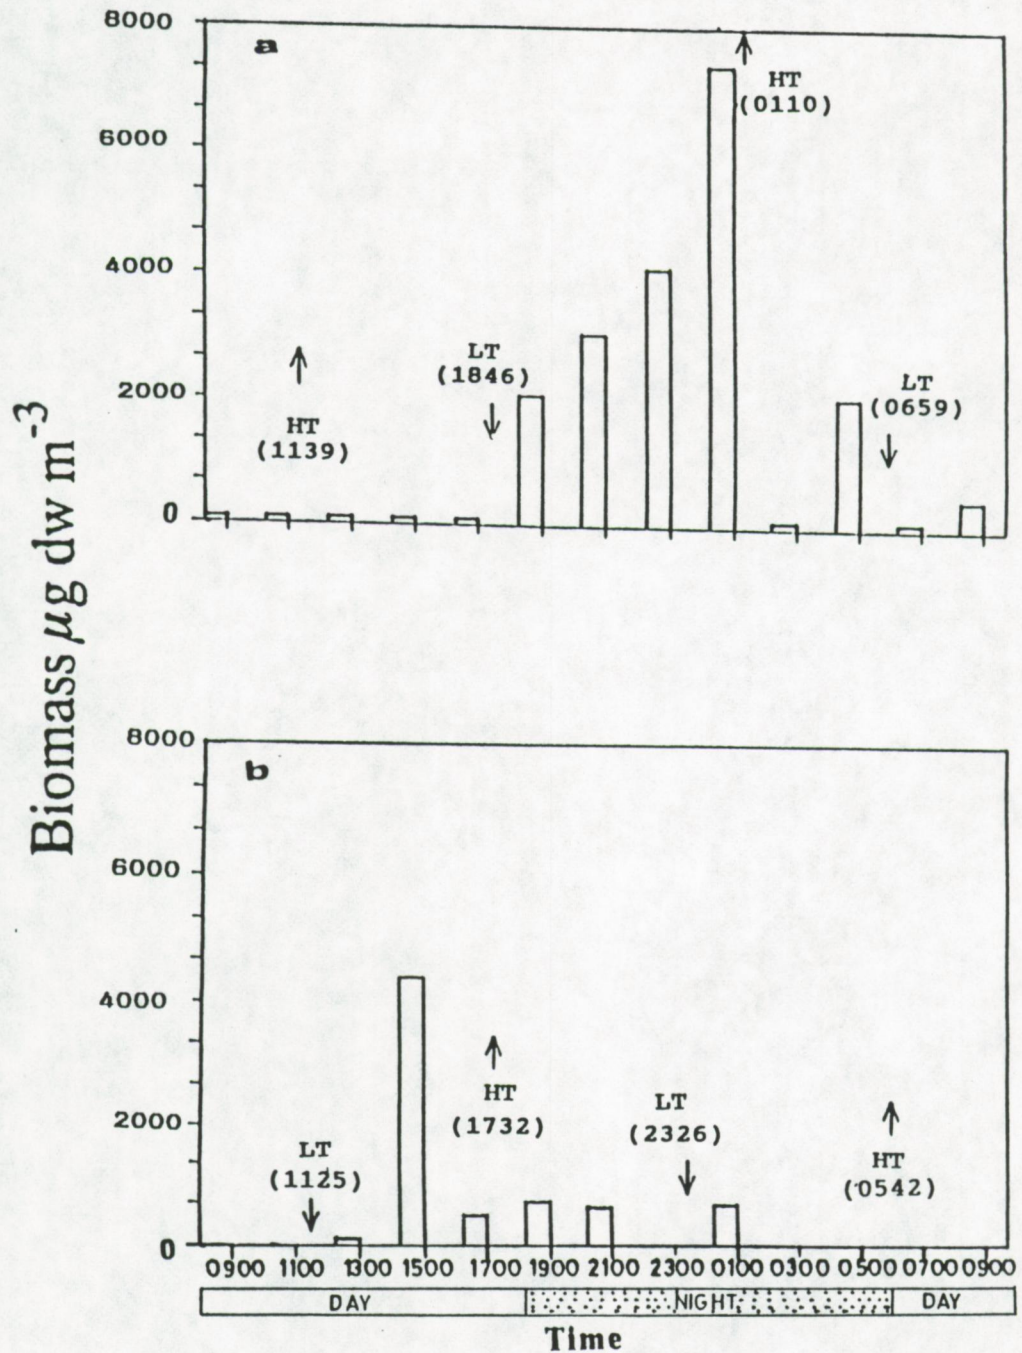 Biomass µg dw m-3
8000
a
HT
(0110)
6000
4000
LT
(1846)
HT
(1139)
LT
(0659)
2000
0
8000
b
6000
4000
HT
(1732)
LT
(2326)
2000
LT
(1125)
HT
(0542)
0
0900 1100 1300 1500 1700 1900 2100 2300 0100 0300 0500 0700 0900
DAY NIGHT DAY
Time